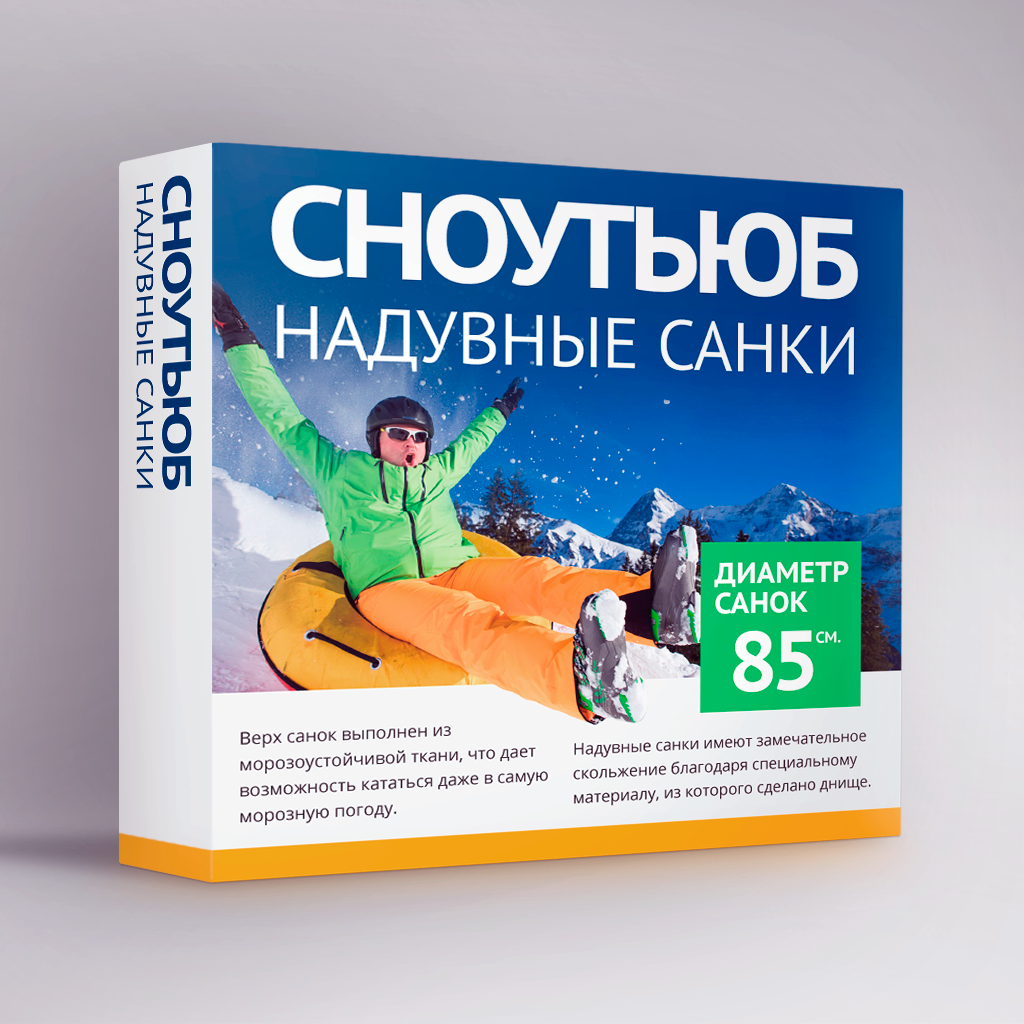 СНОУТЬЮБ
НАДУВНЫЕ САНКИ
СНОУТЬЮБ
НАДУВНЫЕ САНКИ
ДИАМЕТР
САНОК
85 СМ.
Верх санок выполнен из
морозоустойчивой ткани, что дает
возможность кататься даже в самую
морозную погоду.
Надувные санки имеют замечательное
скольжение благодаря специальному
материалу, из которого сделано днище.